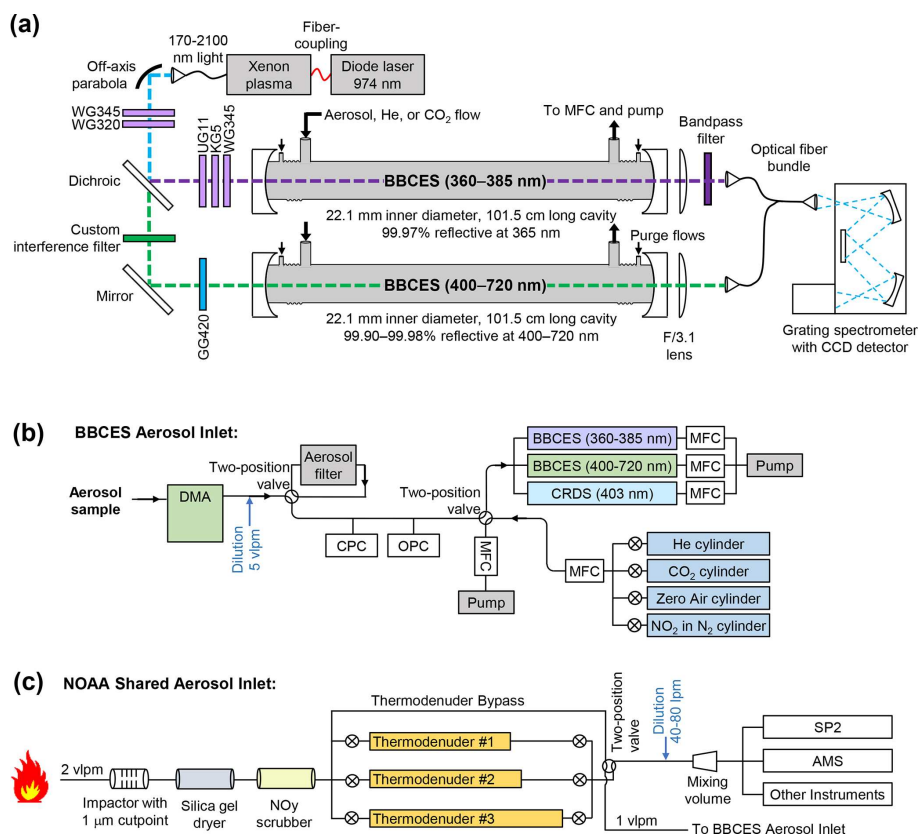 (a)
170-2100
nm light
Fiber-
coupling
Off-axis
parabola
Xenon
plasma
Diode laser
974 nm
WG345
WG320
UG11
KG5
WG345
Aerosol, He, or CO₂ flow
To MFC and pump
Bandpass
filter
Optical fiber
bundle
Dichroic
BBCES (360–385 nm)
22.1 mm inner diameter, 101.5 cm long cavity
99.97% reflective at 365 nm
Custom
interference filter
Purge flows
Mirror
GG420
BBCES (400–720 nm)
22.1 mm inner diameter, 101.5 cm long cavity
99.90–99.98% reflective at 400–720 nm
F/3.1
lens
Grating spectrometer
with CCD detector
(b)
BBCES Aerosol Inlet:
Two-position
valve
Aerosol
filter
BBCES (360-385 nm)
MFC
BBCES (400-720 nm)
MFC
Pump
CRDS (403 nm)
MFC
Aerosol
sample
DMA
Dilution
5 vlpm
Two-position
valve
CPC
OPC
MFC
Pump
MFC
He cylinder
CO₂ cylinder
Zero Air cylinder
NO₂ in N₂ cylinder
(c)
NOAA Shared Aerosol Inlet:
Thermodenuder Bypass
Two-position
valve
Dilution
40-80 lpm
2 vlpm
Impactor with
1 μm cutpoint
Silica gel
dryer
NOy
scrubber
Thermodenuder #1
Thermodenuder #2
Thermodenuder #3
Mixing
volume
SP2
AMS
Other Instruments
1 vlpm
To BBCES Aerosol Inlet